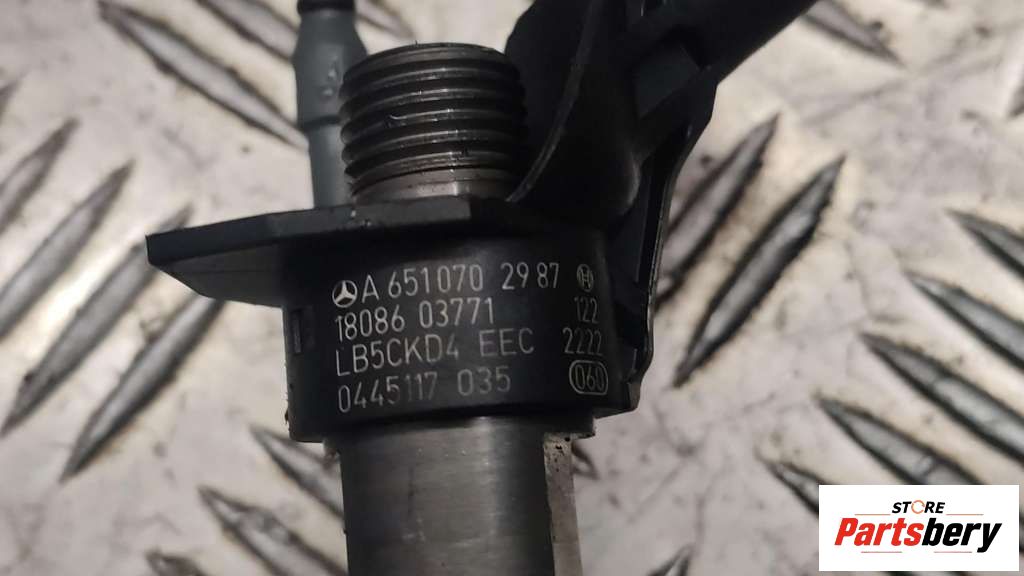 A 651 070 29 87
18086 03771 122
LB5CKD4 EEC 2222
0445117 035 060
STORE
Partsbery